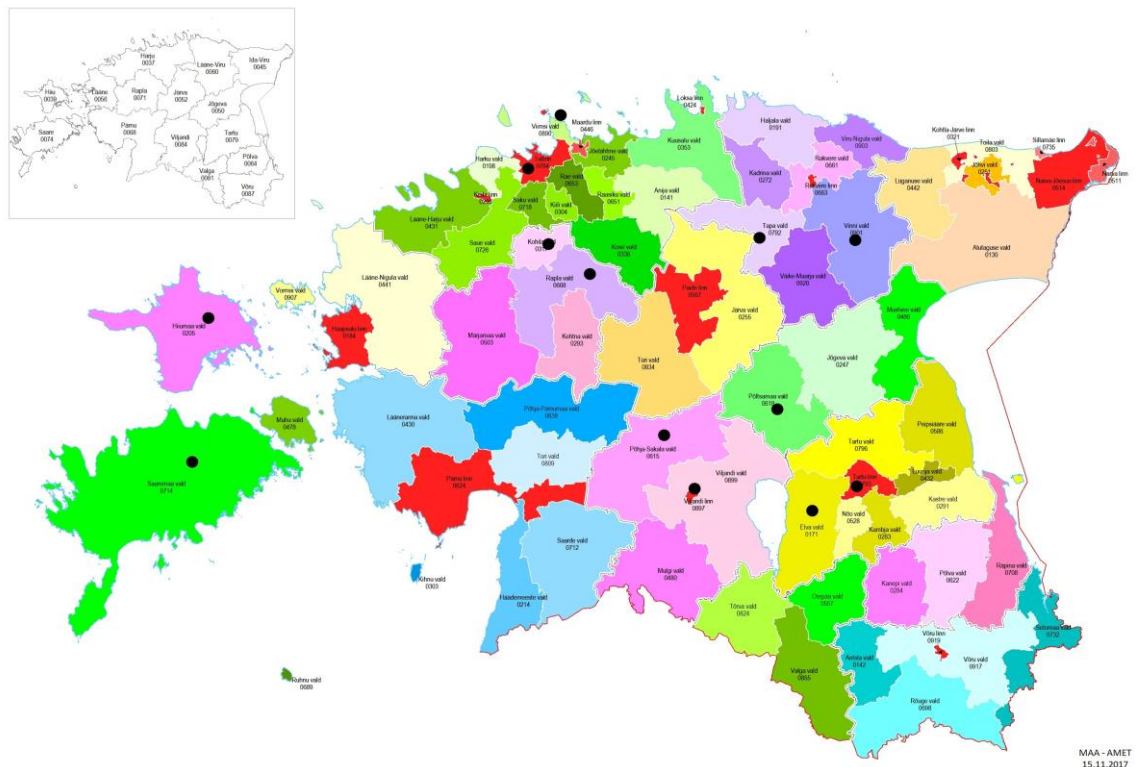 Harju
0037
Lääne-Viru
0060
Ida-Viru
0045
Hiiu
0039
Lääne
0056
Rapla
0071
Järva
0052
Jõgeva
0050
Saare
0074
Pärnu
0068
Viljandi
0084
Tartu
0079
Põlva
0064
Valga
0081
Võru
0087
Loksa linn
0424
Viimsi vald
0890
Maardu linn
0446
Jõelähtme vald
0245
Kuusalu vald
0353
Haljala vald
0191
Viru-Nigula vald
0903
Kohtla-Järve linn
0321
Toila vald
0803
Sillamäe linn
0735
Harku vald
0198
Tallinn
Rae vald
0653
Rakvere vald
0661
Rakvere linn
0663
Kadrina vald
0272
Lüganuse vald
0442
Jõhvi vald
0251
Narva-Jõesuu linn
0514
Narva linn
0511
Saku vald
0718
Kiili vald
0304
Raasiku vald
0651
Anija vald
0141
Lääne-Harju vald
0431
Saue vald
0726
Kose vald
0338
Tapa vald
0792
Vinni vald
0901
Alutaguse vald
0130
Väike-Maarja vald
0928
Lääne-Nigula vald
0441
Rapla vald
0668
Paide linn
0567
Järva vald
0255
Vormsi vald
0907
Hiiumaa vald
0205
Haapsalu linn
0184
Märjamaa vald
0503
Kehtna vald
0293
Türi vald
0834
Mustvee vald
0486
Jõgeva vald
0247
Põltsamaa vald
0618
Muhu vald
0478
Lääneranna vald
0430
Põhja-Pärnumaa vald
0638
Peipsiääre vald
0586
Saaremaa vald
0714
Tori vald
0809
Põhja-Sakala vald
0615
Tartu vald
0796
Viljandi vald
0899
Pärnu linn
0624
Viljandi linn
0897
Elva vald
0171
Nõo vald
0528
Kambja vald
0283
Kastre vald
0291
Saarde vald
0712
Kihnu vald
0303
Häädemeeste vald
0214
Mulgi vald
0480
Tõrva vald
0824
Otepää vald
0557
Kanepi vald
0284
Põlva vald
0622
Räpina vald
0708
Setomaa vald
0732
Võru linn
0919
Võru vald
0917
Antsla vald
0142
Valga vald
0855
Rõuge vald
0698
Ruhnu vald
0689
MAA - AMET
15.11.2017